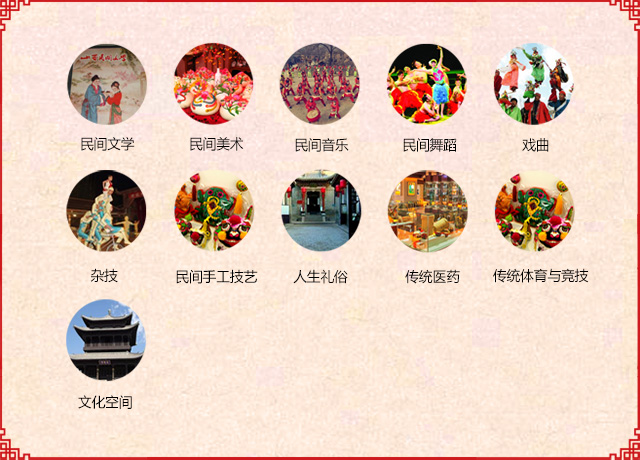 民间文学
民间美术
民间音乐
民间舞蹈
戏曲
杂技
民间手工技艺
人生礼俗
传统医药
传统体育与竞技
文化空间